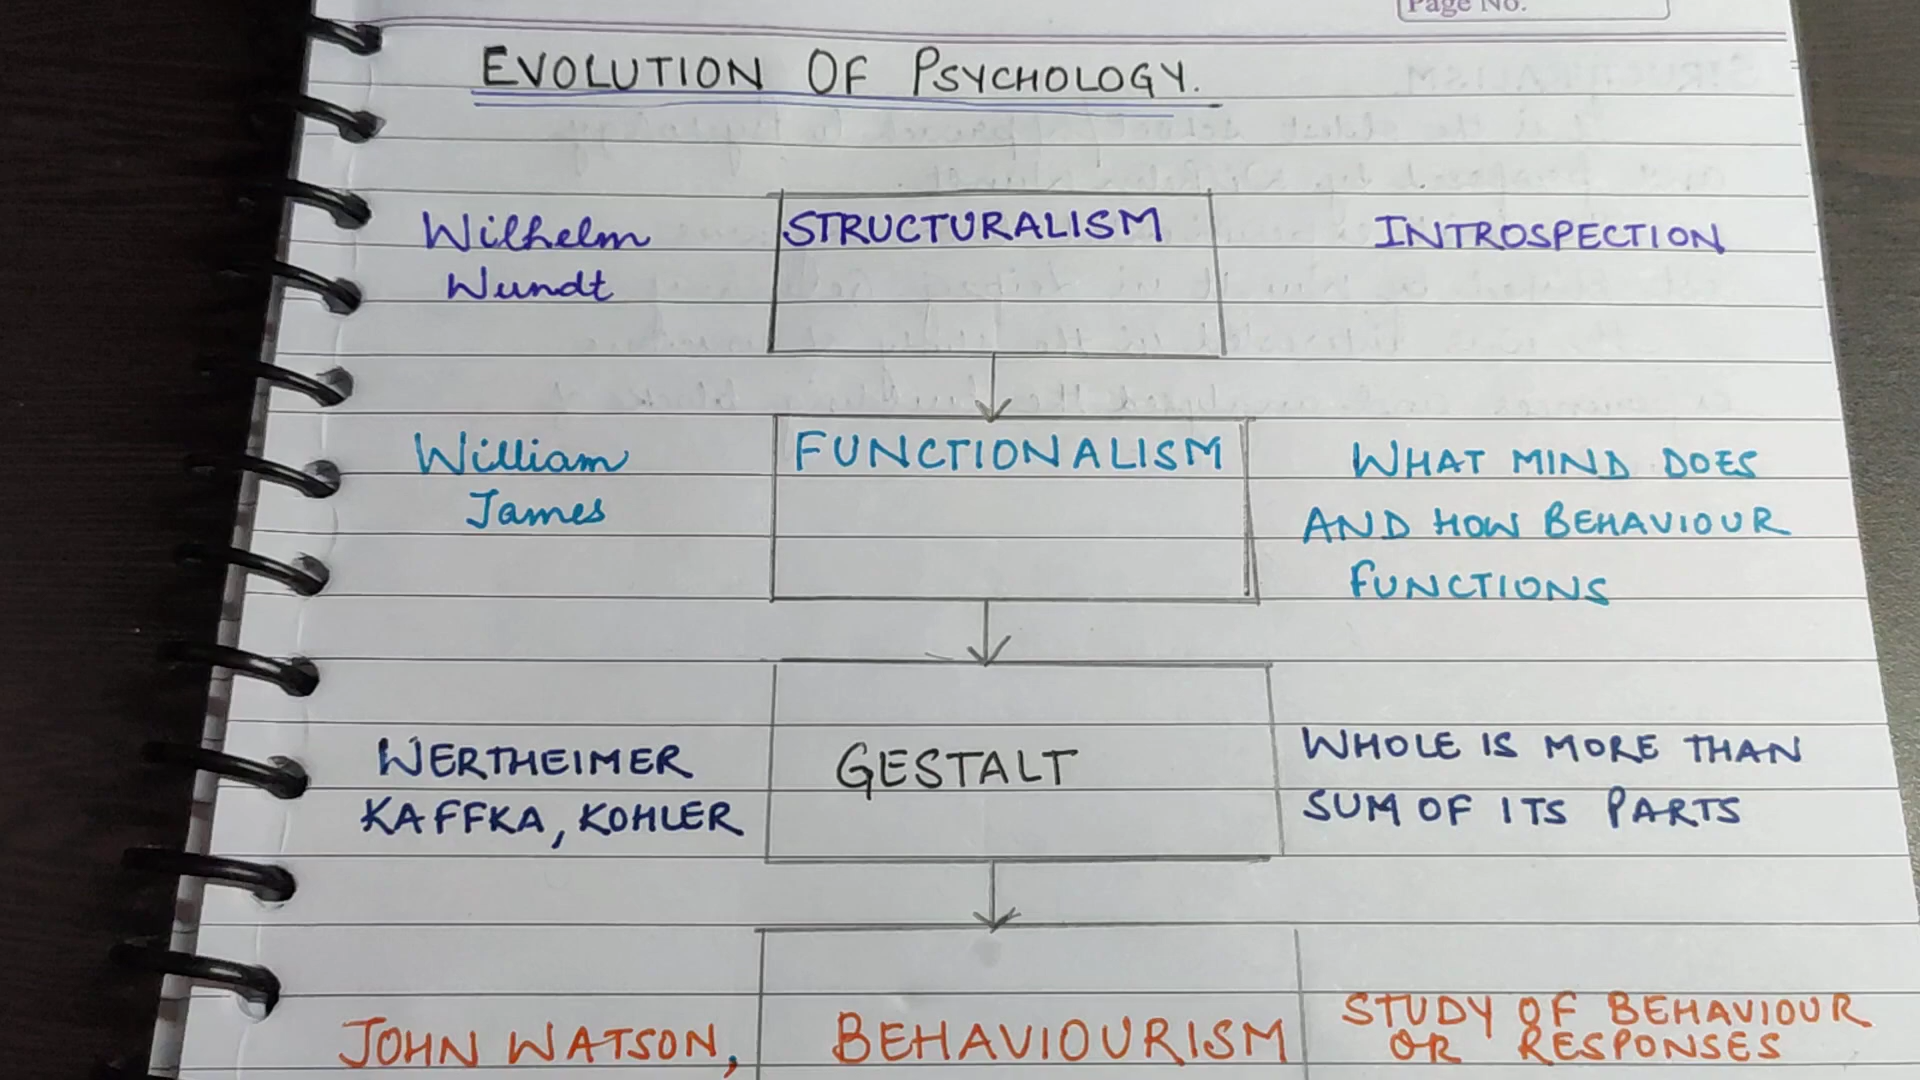 Page No.
EVOLUTION OF PSYCHOLOGY.
Wilhelm
Wundt
STRUCTURALISM
INTROSPECTION
William
James
FUNCTIONALISM
WHAT MIND DOES
AND HOW BEHAVIOUR
FUNCTIONS
WERTHEIMER
KAFFKA, KOHLER
GESTALT
WHOLE IS MORE THAN
SUM OF ITS PARTS
JOHN WATSON,
BEHAVIOURISM
STUDY OF BEHAVIOUR
OR RESPONSES